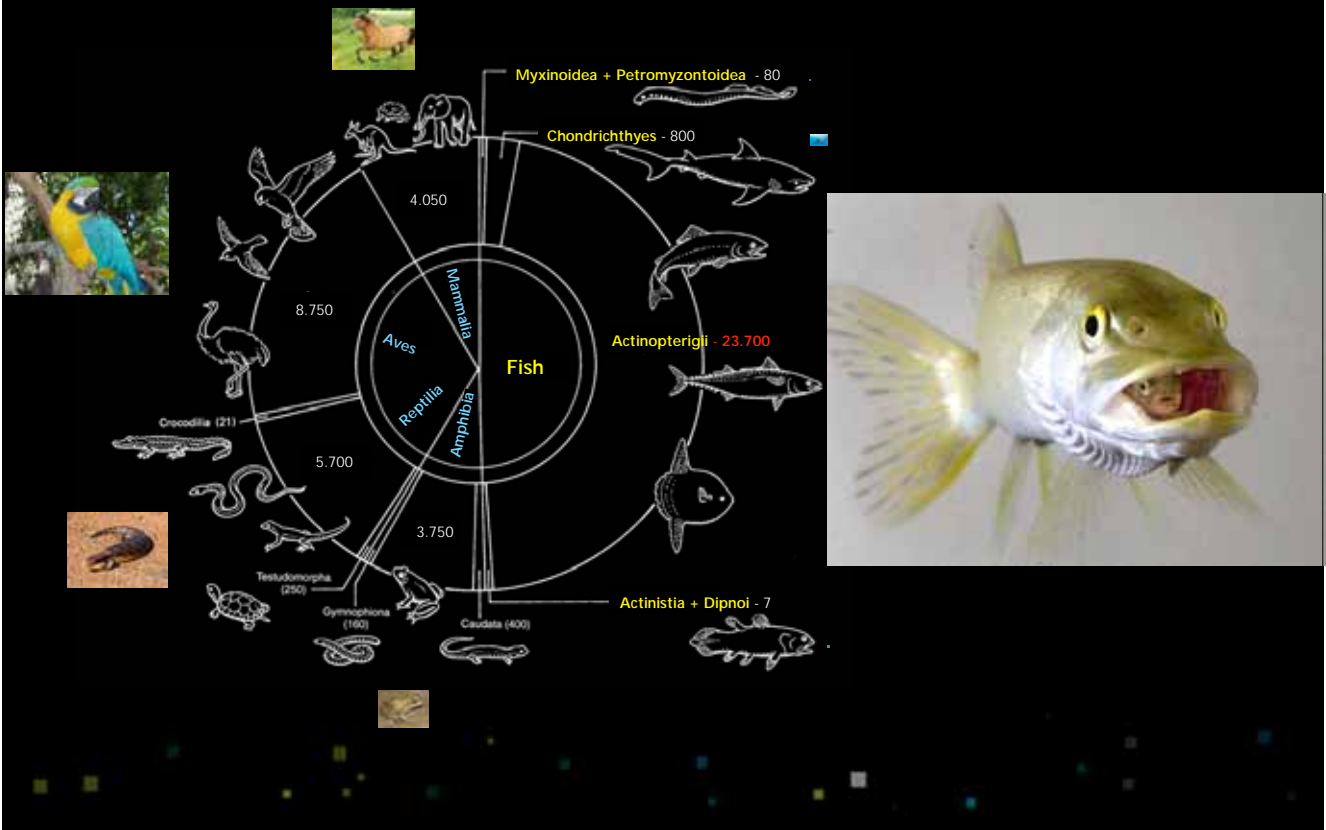 Myxinoidea + Petromyzontoidea - 80
Chondrichthyes - 800
4.050
Mammalia
8.750
Aves
Actinopterigii - 23.700
Fish
Reptilia
Amphibia
Crocodilia (21)
5.700
3.750
Testudomorpha
(250)
Gymnophiona
(160)
Caudata (400)
Actinistia + Dipnoi - 7